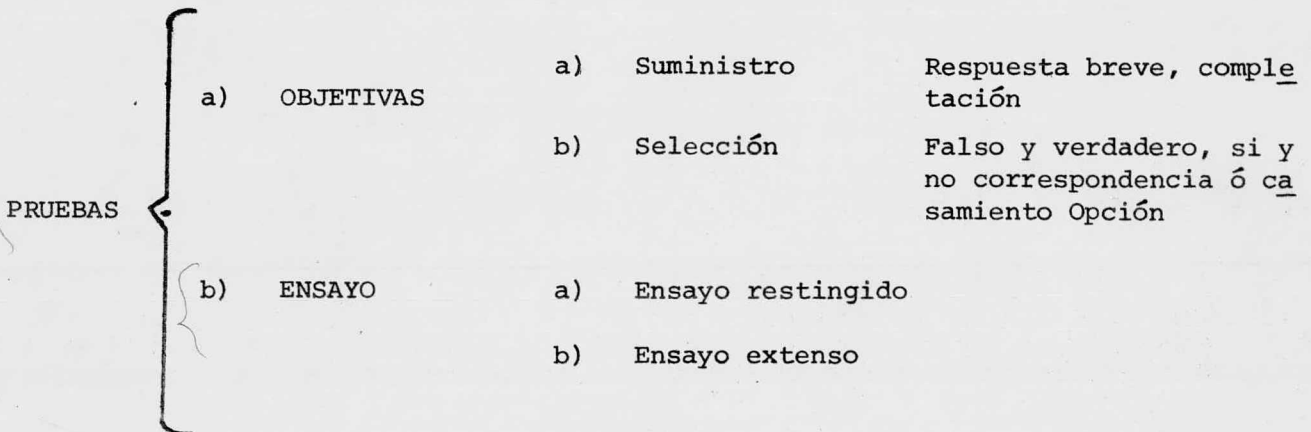 a) Suministro Respuesta breve, comple
a) OBJETIVAS tación
b) Selección Falso y verdadero, si y
no correspondencia ó ca
PRUEBAS samiento Opción
b) ENSAYO a) Ensayo restingido
b) Ensayo extenso